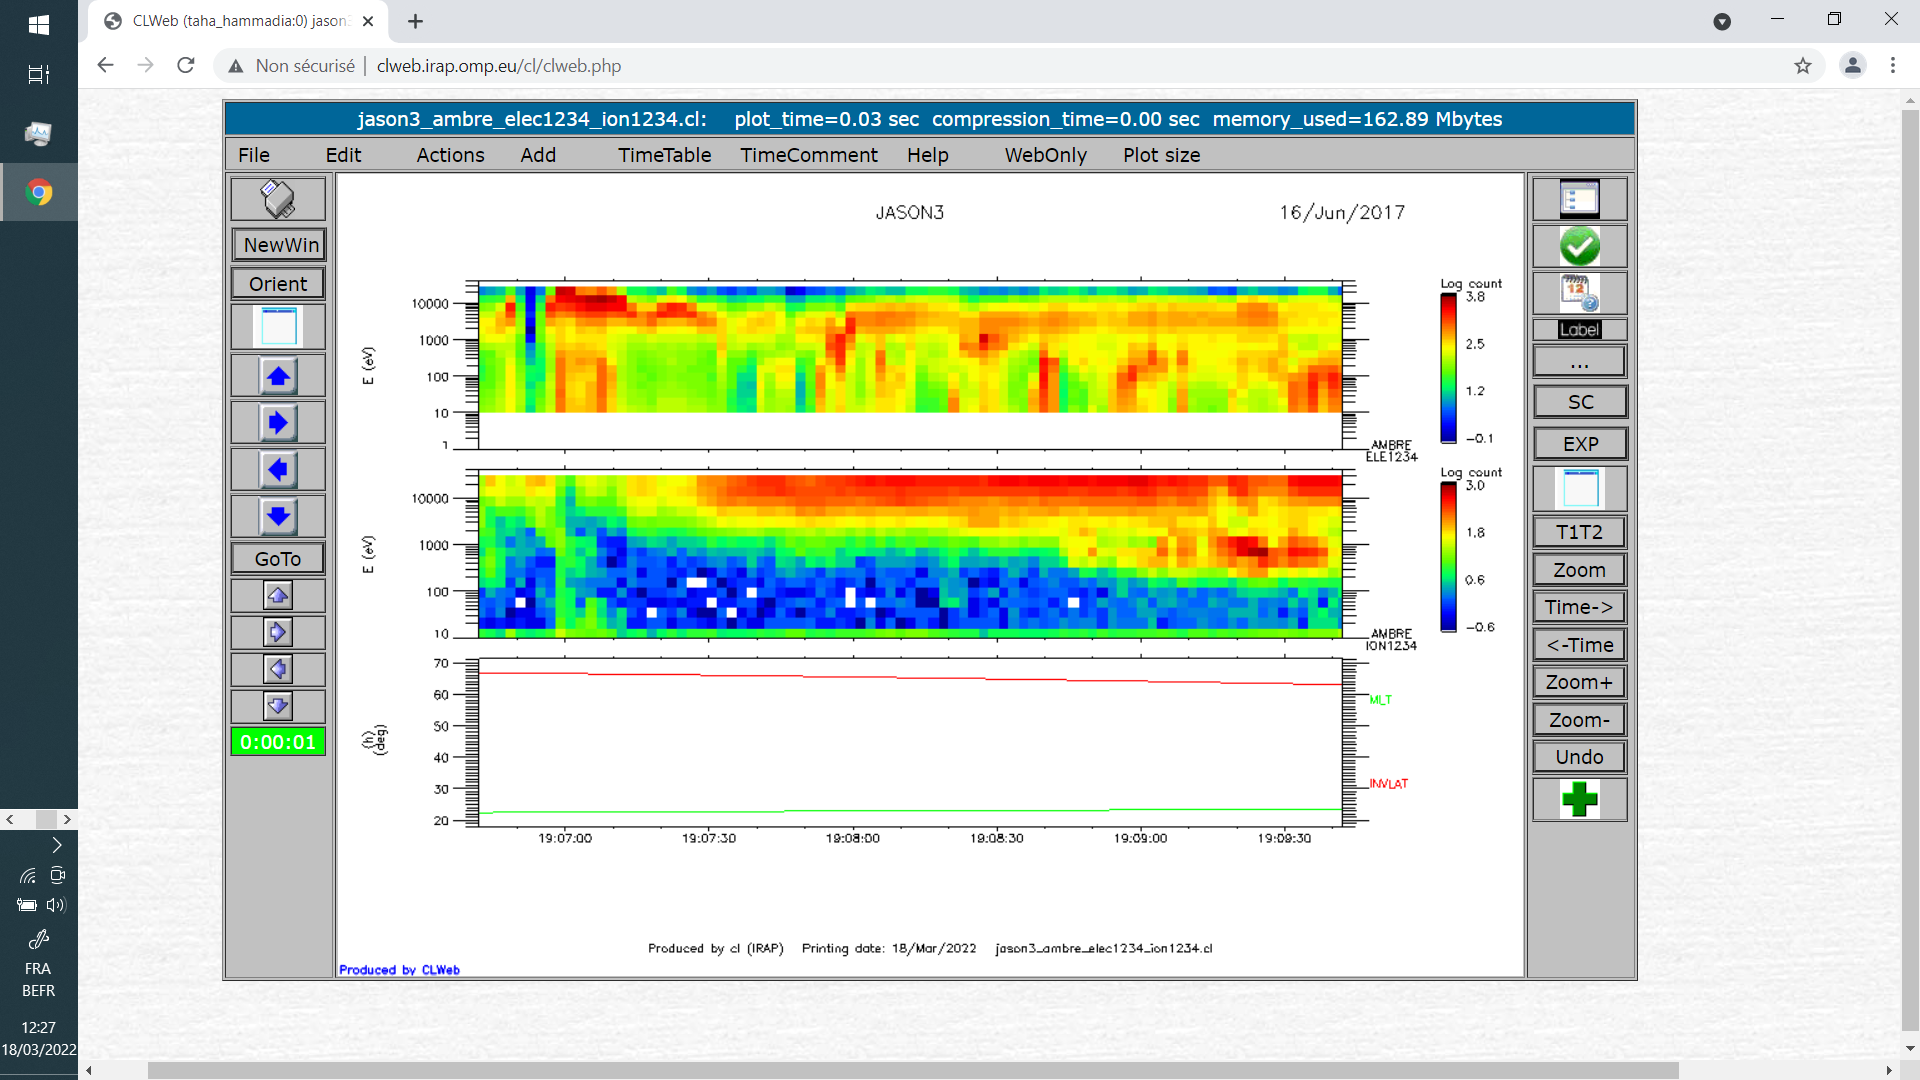 CLWeb (taha_hammadia:0) jason3
Non sécurisé | clweb.irap.omp.eu/cl/clweb.php
jason3_ambre_elec1234_ion1234.cl: plot_time=0.03 sec compression_time=0.00 sec memory_used=162.89 Mbytes
File Edit Actions Add TimeTable TimeComment Help WebOnly Plot size
NewWin
Orient
GoTo
0:00:01
JASON3 16/Jun/2017
10000
1000
100
10
1
E (eV)
AMBRE
ELE1234
Log count
3.8
2.5
1.2
-0.1
10000
1000
100
10
E (eV)
AMBRE
ION1234
Log count
3.0
1.8
0.6
-0.6
70
60
50
40
30
20
(h)
(deg)
MLT
INVLAT
19:07:00 19:07:30 19:08:00 19:08:30 19:09:00 19:09:30
Produced by cl (IRAP) Printing date: 18/Mar/2022 jason3_ambre_elec1234_ion1234.cl
Produced by CLWeb
12
Label
...
SC
EXP
T1T2
Zoom
Time->
<-Time
Zoom+
Zoom-
Undo
FRA
BEFR
12:27
18/03/2022